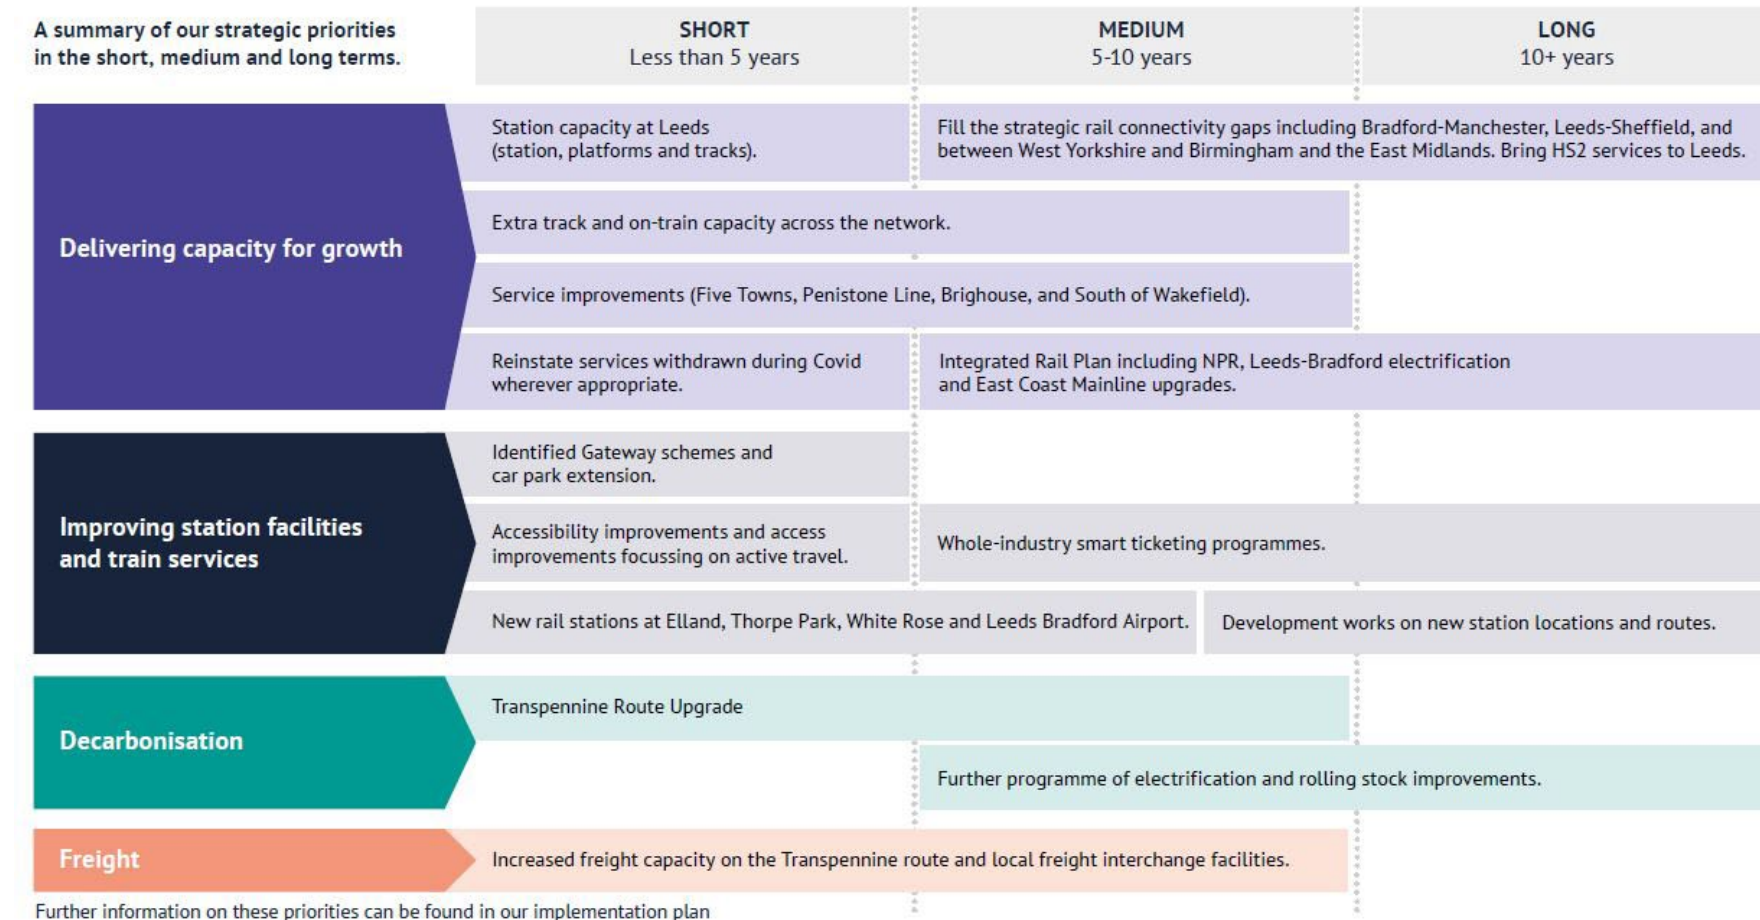 A summary of our strategic priorities
in the short, medium and long terms.
SHORT
Less than 5 years
MEDIUM
5-10 years
LONG
10+ years
Delivering capacity for growth
Station capacity at Leeds
(station, platforms and tracks).
Fill the strategic rail connectivity gaps including Bradford-Manchester, Leeds-Sheffield, and
between West Yorkshire and Birmingham and the East Midlands. Bring HS2 services to Leeds.
Extra track and on-train capacity across the network.
Service improvements (Five Towns, Penistone Line, Brighouse, and South of Wakefield).
Reinstate services withdrawn during Covid
wherever appropriate.
Integrated Rail Plan including NPR, Leeds-Bradford electrification
and East Coast Mainline upgrades.
Improving station facilities
and train services
Identified Gateway schemes and
car park extension.
Accessibility improvements and access
improvements focussing on active travel.
Whole-industry smart ticketing programmes.
New rail stations at Elland, Thorpe Park, White Rose and Leeds Bradford Airport.
Development works on new station locations and routes.
Decarbonisation
Transpennine Route Upgrade
Further programme of electrification and rolling stock improvements.
Freight
Increased freight capacity on the Transpennine route and local freight interchange facilities.
Further information on these priorities can be found in our implementation plan